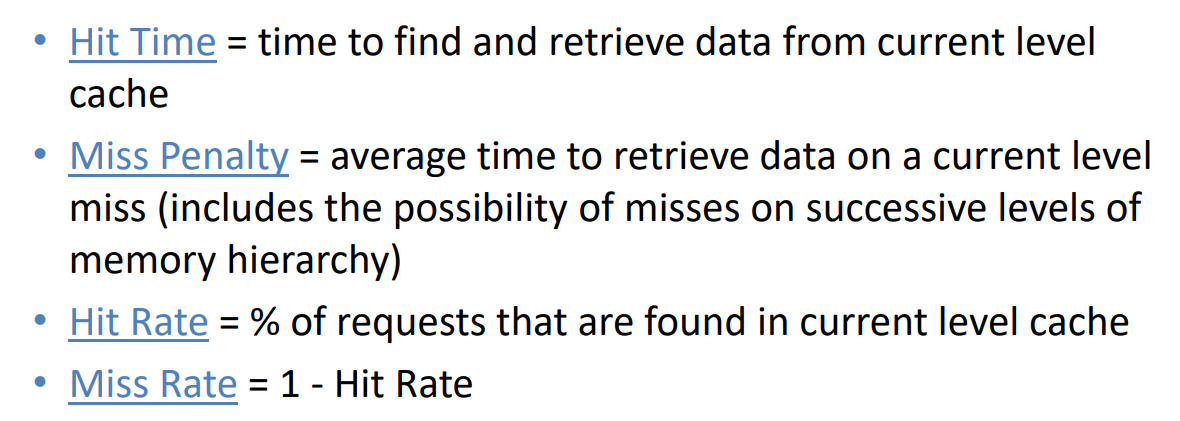 • Hit Time = time to find and retrieve data from current level
cache
• Miss Penalty = average time to retrieve data on a current level
miss (includes the possibility of misses on successive levels of
memory hierarchy)
• Hit Rate = % of requests that are found in current level cache
• Miss Rate = 1 - Hit Rate